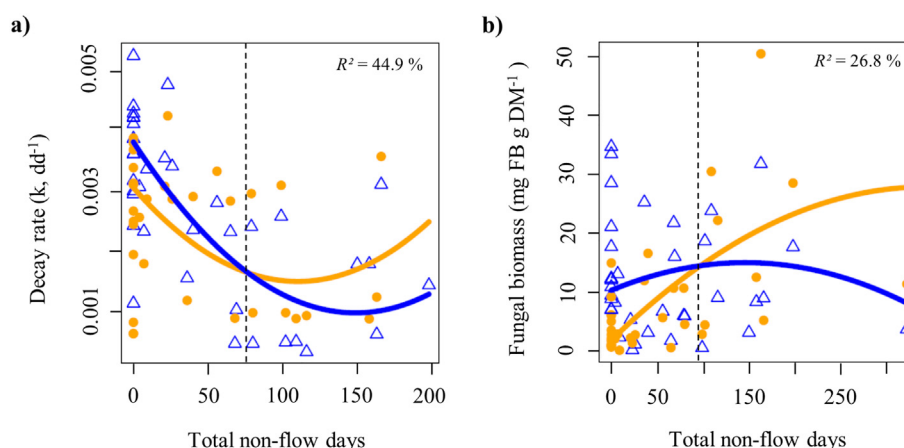 a)
R² = 44.9 %
0.005
0.003
0.001
Decay rate (k, dd⁻¹)
0
50
100
150
200
Total non-flow days
b)
R² = 26.8 %
50
40
30
20
10
0
Fungal biomass (mg FB g DM⁻¹)
0
50
150
250
Total non-flow days